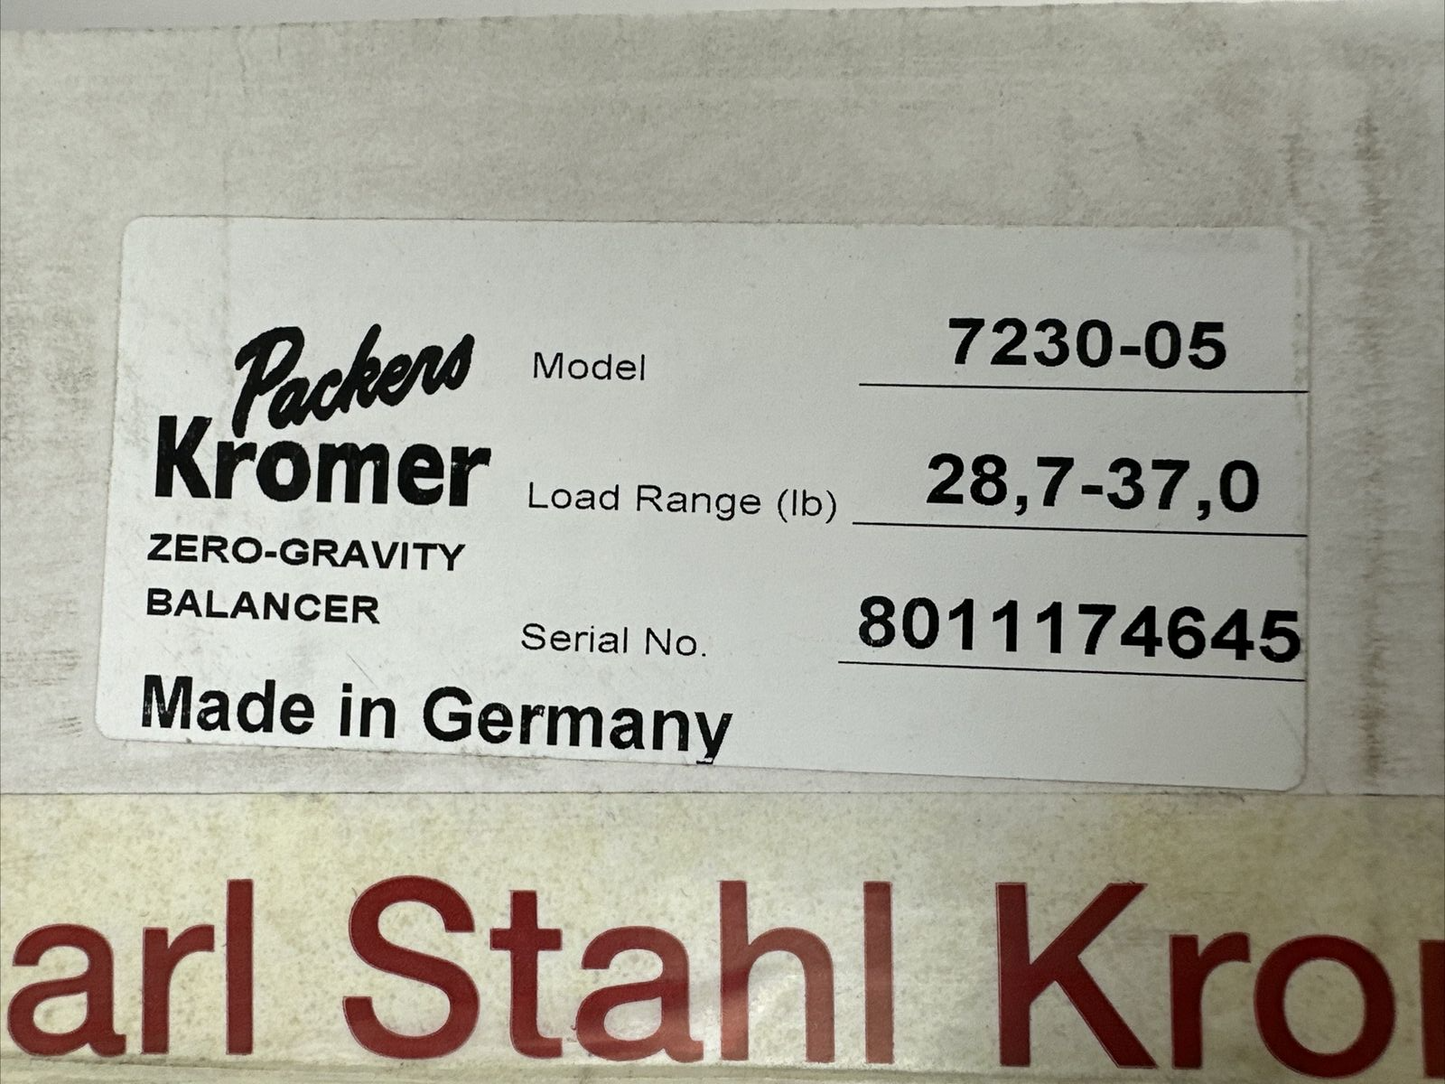 Packers
Kromer
ZERO-GRAVITY
BALANCER
Model 7230-05
Load Range (lb) 28,7-37,0
Serial No. 8011174645
Made in Germany
arl Stahl Kro